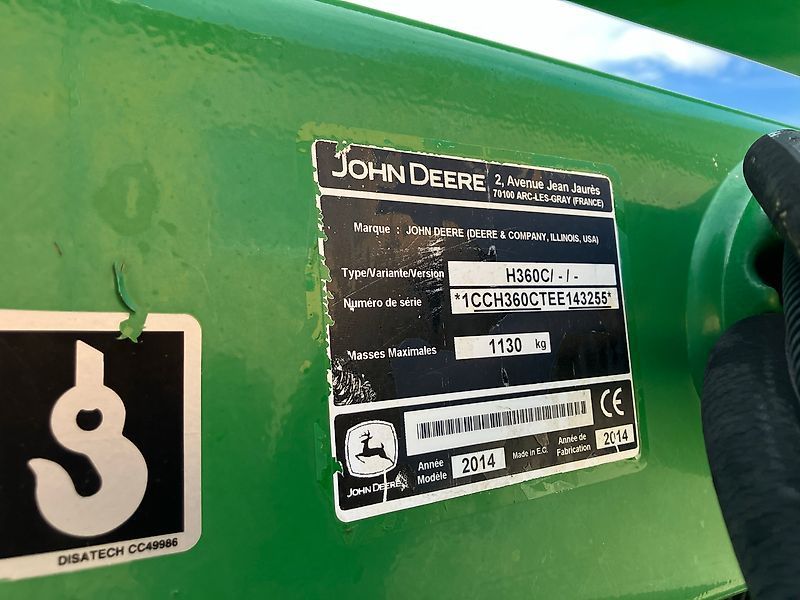 JOHN DEERE
2, Avenue Jean Jaurès
70100 ARC-LES-GRAY (FRANCE)
Marque : JOHN DEERE (DEERE & COMPANY, ILLINOIS, USA)
Type/Variante/Version H360C/ - / -
Numéro de série *1CCH360CTEE143255*
Masses Maximales 1130 kg
CE
JOHN DEERE
Année Modèle 2014
Made in E.C.
Année de Fabrication 2014
DISATECH CC49986